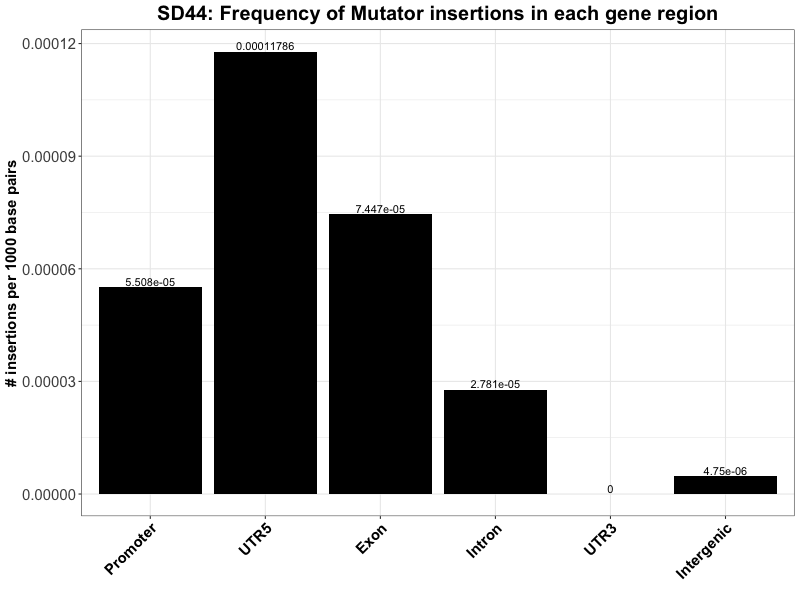 SD44: Frequency of Mutator insertions in each gene region
# insertions per 1000 base pairs
0.00012
0.00009
0.00006
0.00003
0.00000
5.508e-05
0.00011786
7.447e-05
2.781e-05
0
4.75e-06
Promoter
UTR5
Exon
Intron
UTR3
Intergenic